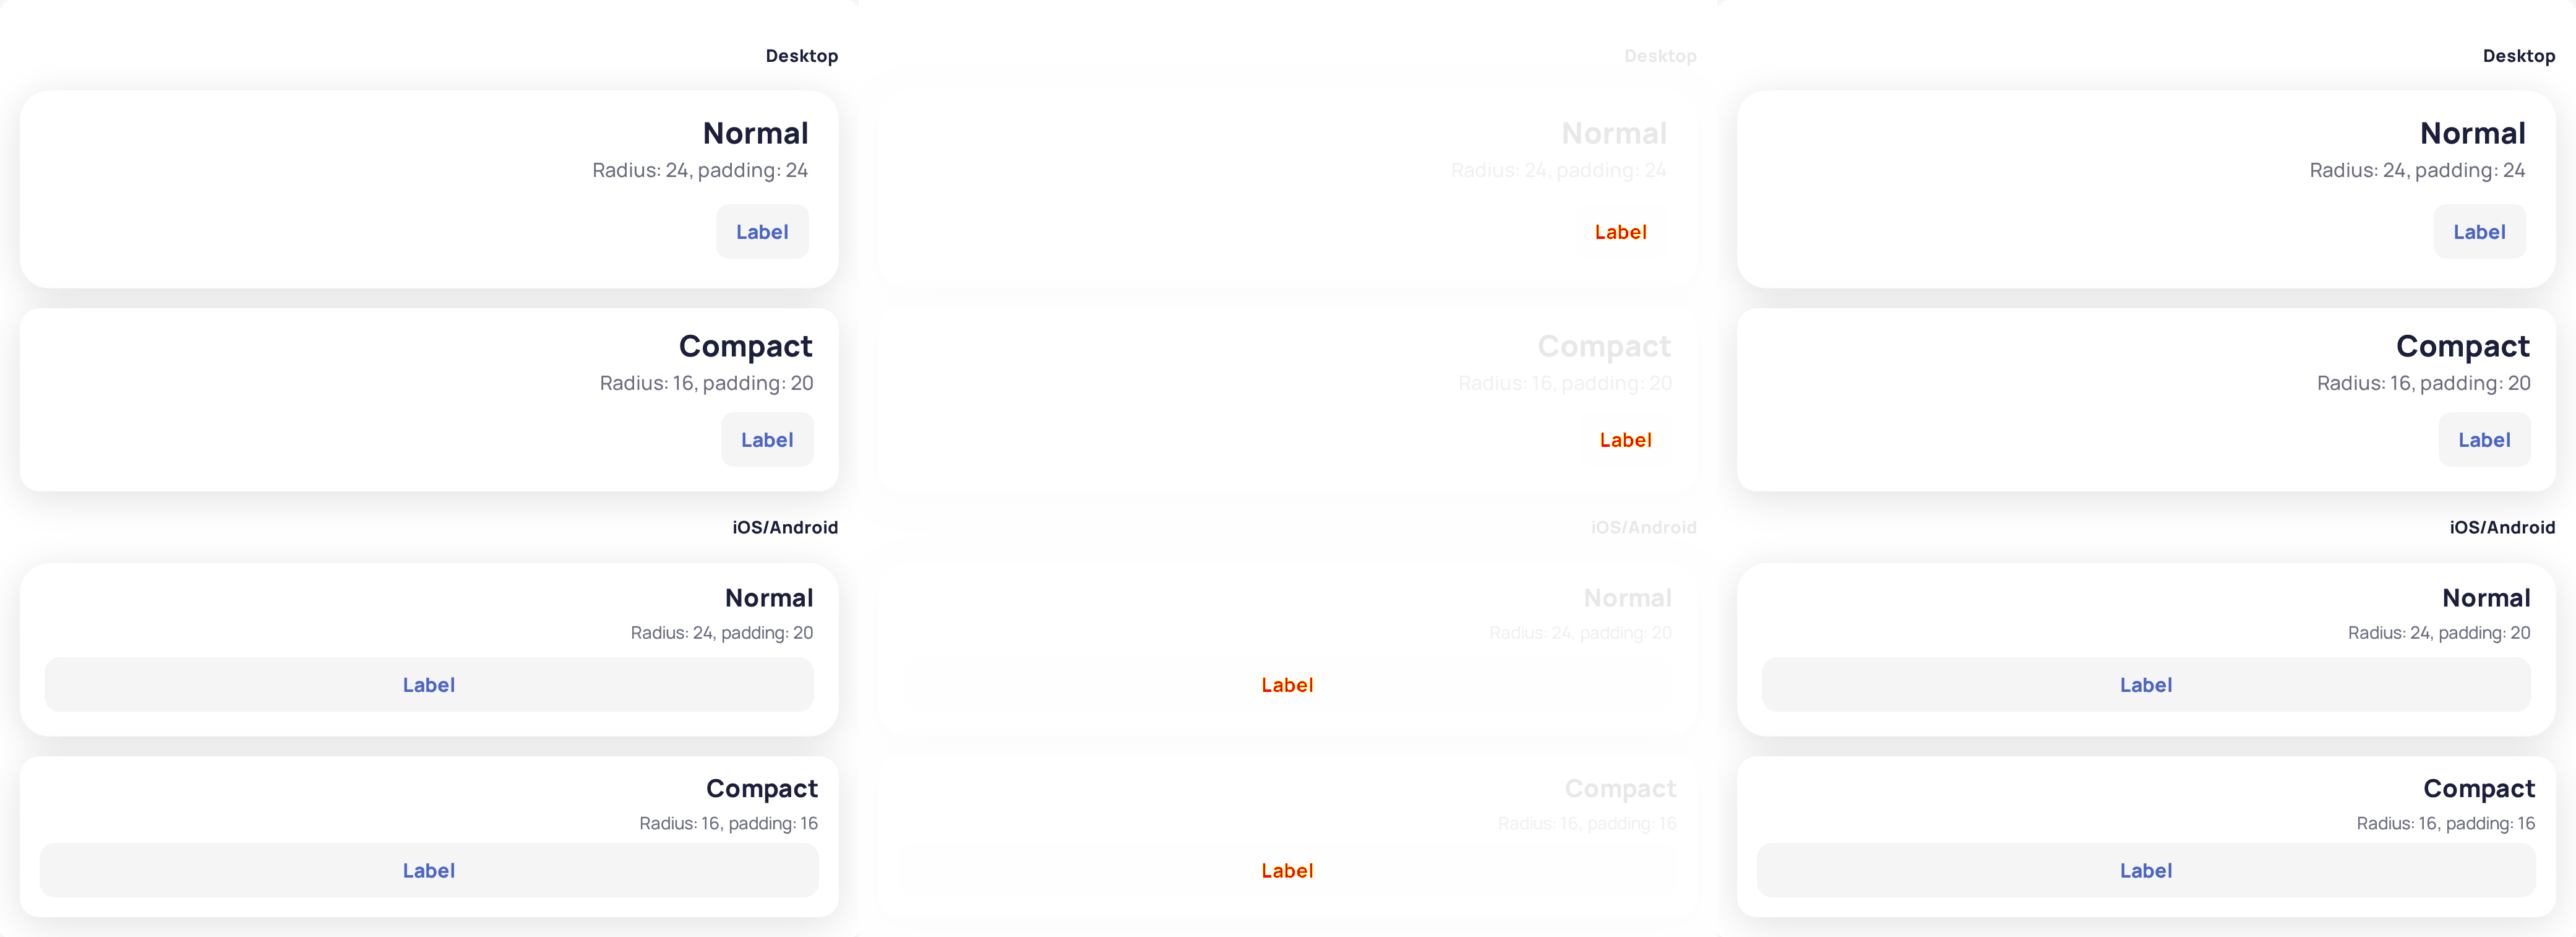 Desktop
Normal
Radius: 24, padding: 24
Label
Compact
Radius: 16, padding: 20
Label
iOS/Android
Normal
Radius: 24, padding: 20
Label
Compact
Radius: 16, padding: 16
Label
Desktop
Normal
Radius: 24, padding: 24
Label
Compact
Radius: 16, padding: 20
Label
iOS/Android
Normal
Radius: 24, padding: 20
Label
Compact
Radius: 16, padding: 16
Label
Desktop
Normal
Radius: 24, padding: 24
Label
Compact
Radius: 16, padding: 20
Label
iOS/Android
Normal
Radius: 24, padding: 20
Label
Compact
Radius: 16, padding: 16
Label